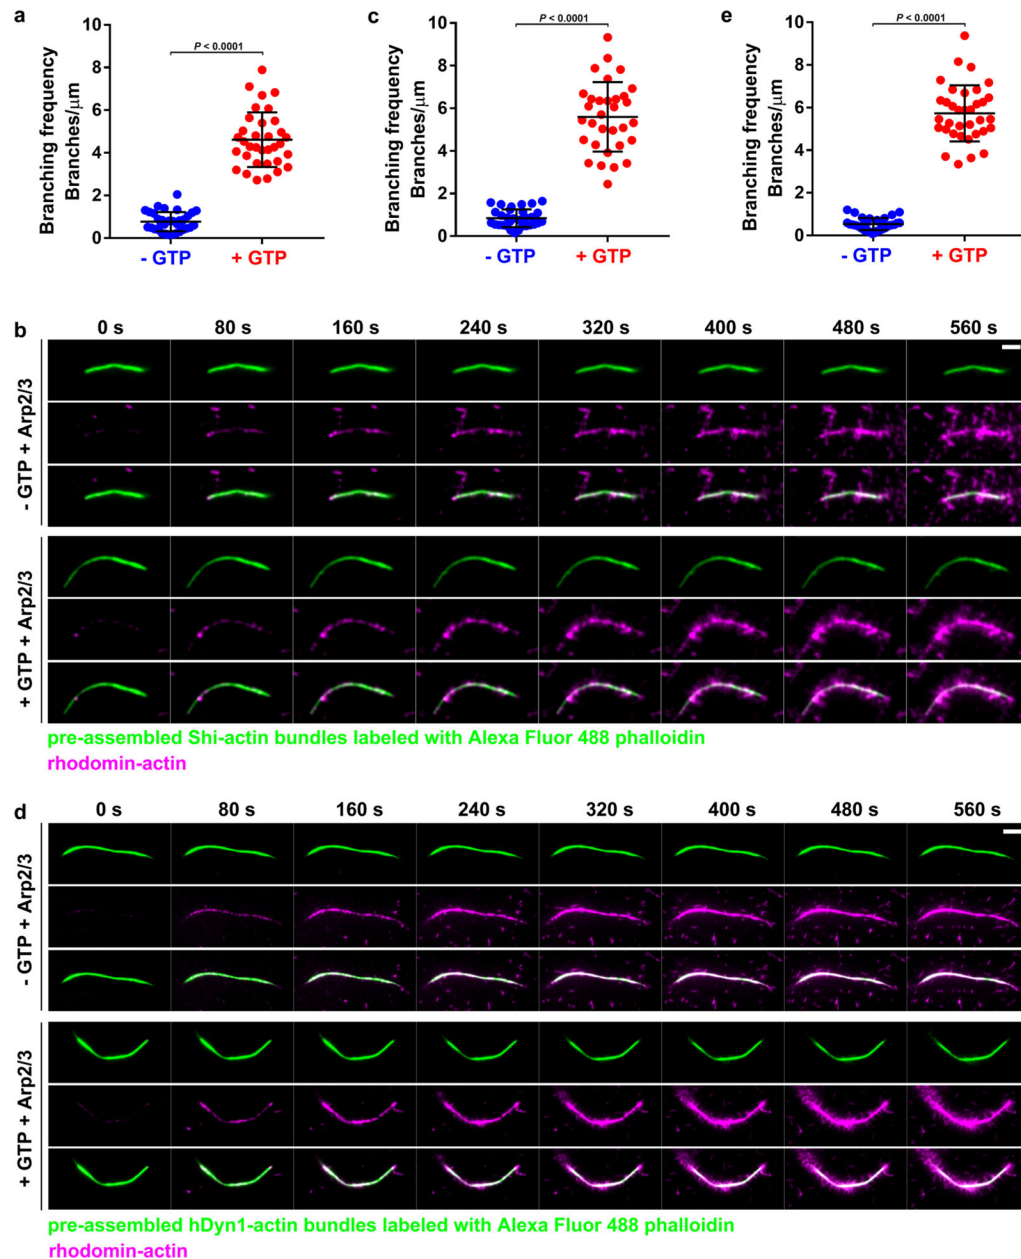 a
P < 0.0001
Branching frequency
Branches/μm
10
8
6
4
2
0
- GTP
+ GTP
c
P < 0.0001
Branching frequency
Branches/μm
10
8
6
4
2
0
- GTP
+ GTP
e
P < 0.0001
Branching frequency
Branches/μm
10
8
6
4
2
0
- GTP
+ GTP
b
0 s 80 s 160 s 240 s 320 s 400 s 480 s 560 s
- GTP + Arp2/3
+ GTP + Arp2/3
pre-assembled Shi-actin bundles labeled with Alexa Fluor 488 phalloidin
rhodomin-actin
d
0 s 80 s 160 s 240 s 320 s 400 s 480 s 560 s
- GTP + Arp2/3
+ GTP + Arp2/3
pre-assembled hDyn1-actin bundles labeled with Alexa Fluor 488 phalloidin
rhodomin-actin